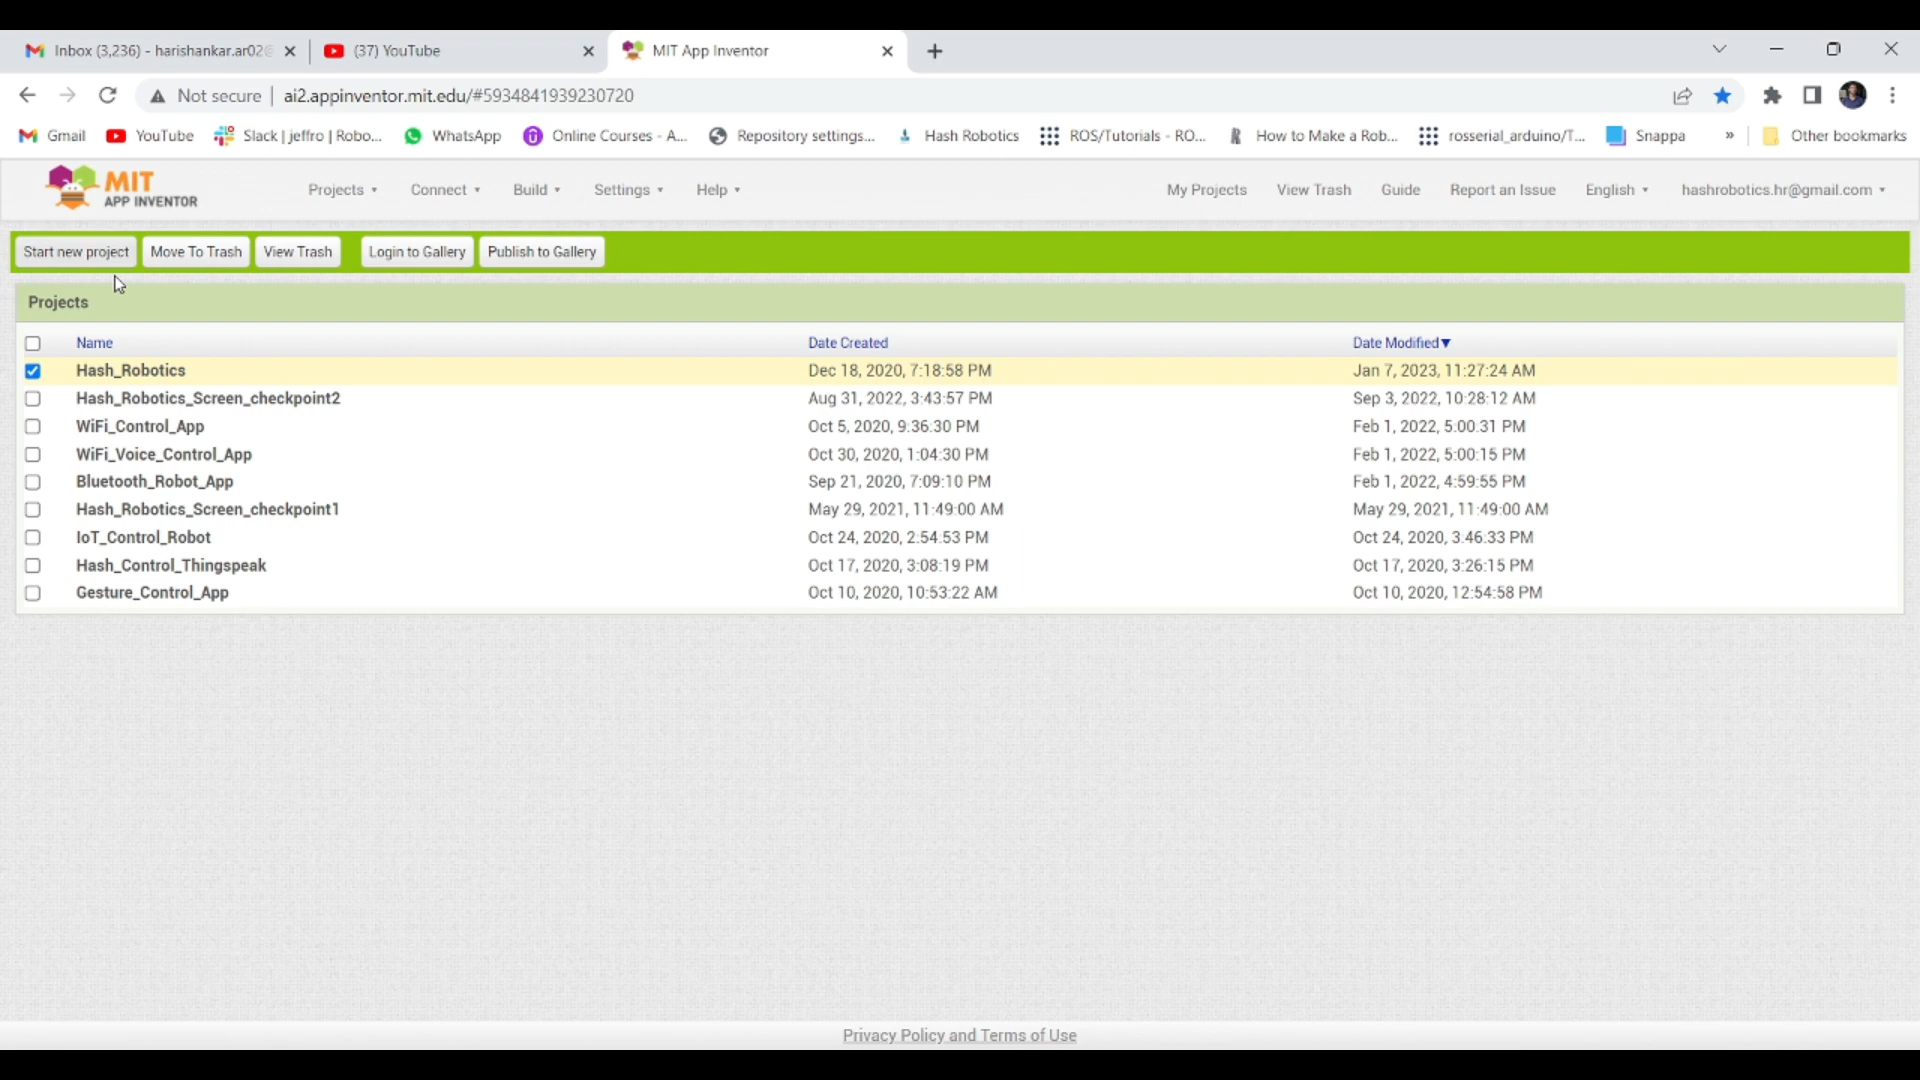 Inbox (3,236) - harishankar.ar02@
(37) YouTube
MIT App Inventor
Not secure | ai2.appinventor.mit.edu/#5934841939230720
Gmail YouTube Slack | jeffro | Robo... WhatsApp Online Courses - A... Repository settings... Hash Robotics ROS/Tutorials - RO... How to Make a Rob... rosserial_arduino/T... Snappa » Other bookmarks
MIT
APP INVENTOR
Projects Connect Build Settings Help My Projects View Trash Guide Report an Issue English hashrobotics.hr@gmail.com
Start new project Move To Trash View Trash Login to Gallery Publish to Gallery
Projects
Name Date Created Date Modified▼
Hash_Robotics Dec 18, 2020, 7:18:58 PM Jan 7, 2023, 11:27:24 AM
Hash_Robotics_Screen_checkpoint2 Aug 31, 2022, 3:43:57 PM Sep 3, 2022, 10:28:12 AM
WiFi_Control_App Oct 5, 2020, 9:36:30 PM Feb 1, 2022, 5:00:31 PM
WiFi_Voice_Control_App Oct 30, 2020, 1:04:30 PM Feb 1, 2022, 5:00:15 PM
Bluetooth_Robot_App Sep 21, 2020, 7:09:10 PM Feb 1, 2022, 4:59:55 PM
Hash_Robotics_Screen_checkpoint1 May 29, 2021, 11:49:00 AM May 29, 2021, 11:49:00 AM
IoT_Control_Robot Oct 24, 2020, 2:54:53 PM Oct 24, 2020, 3:46:33 PM
Hash_Control_Thingspeak Oct 17, 2020, 3:08:19 PM Oct 17, 2020, 3:26:15 PM
Gesture_Control_App Oct 10, 2020, 10:53:22 AM Oct 10, 2020, 12:54:58 PM
Privacy Policy and Terms of Use